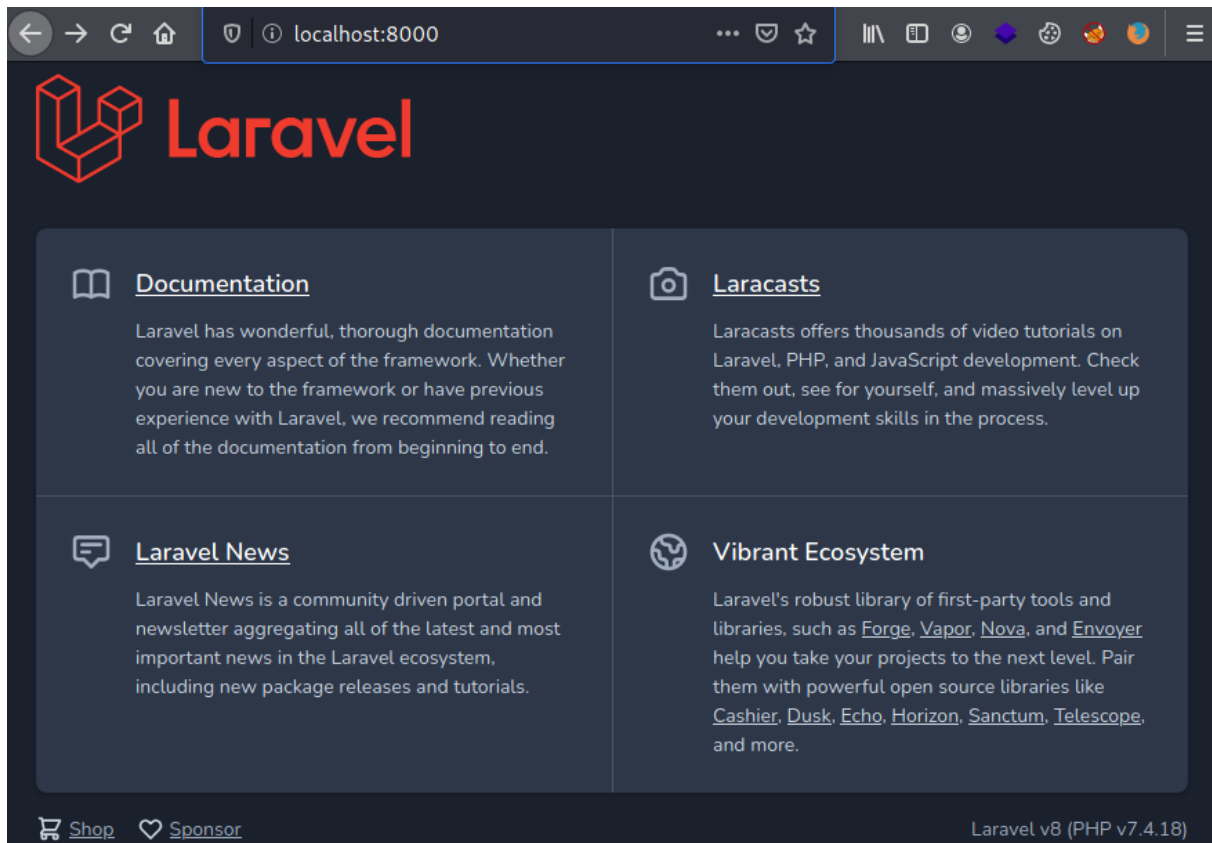 localhost:8000
Laravel
Documentation
Laravel has wonderful, thorough documentation
covering every aspect of the framework. Whether
you are new to the framework or have previous
experience with Laravel, we recommend reading
all of the documentation from beginning to end.
Laracasts
Laracasts offers thousands of video tutorials on
Laravel, PHP, and JavaScript development. Check
them out, see for yourself, and massively level up
your development skills in the process.
Laravel News
Laravel News is a community driven portal and
newsletter aggregating all of the latest and most
important news in the Laravel ecosystem,
including new package releases and tutorials.
Vibrant Ecosystem
Laravel's robust library of first-party tools and
libraries, such as Forge, Vapor, Nova, and Envoyer
help you take your projects to the next level. Pair
them with powerful open source libraries like
Cashier, Dusk, Echo, Horizon, Sanctum, Telescope,
and more.
Shop
Sponsor
Laravel v8 (PHP v7.4.18)